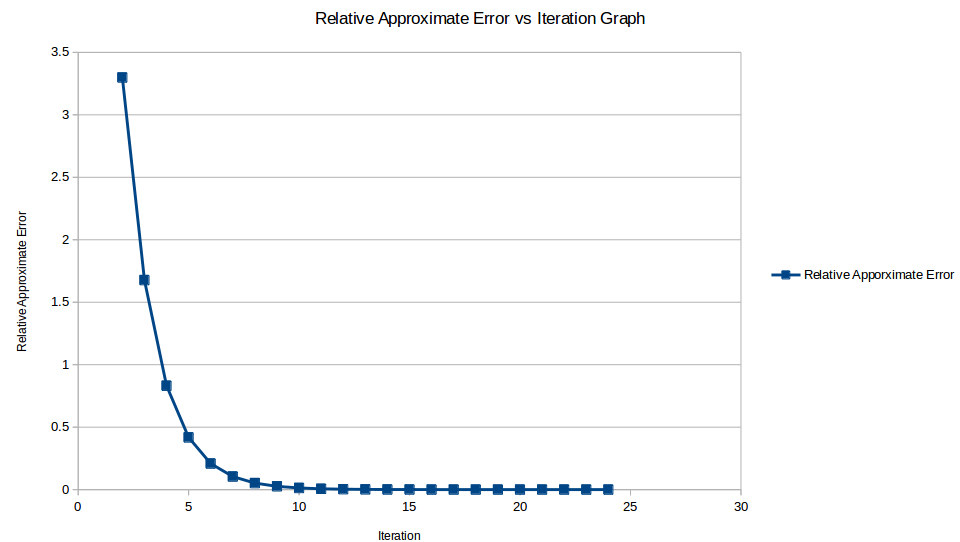 Relative Approximate Error vs Iteration Graph
3.5
3
2.5
2
1.5
1
0.5
0
Relative Approximate Error
0 5 10 15 20 25 30
Iteration
Relative Apporximate Error